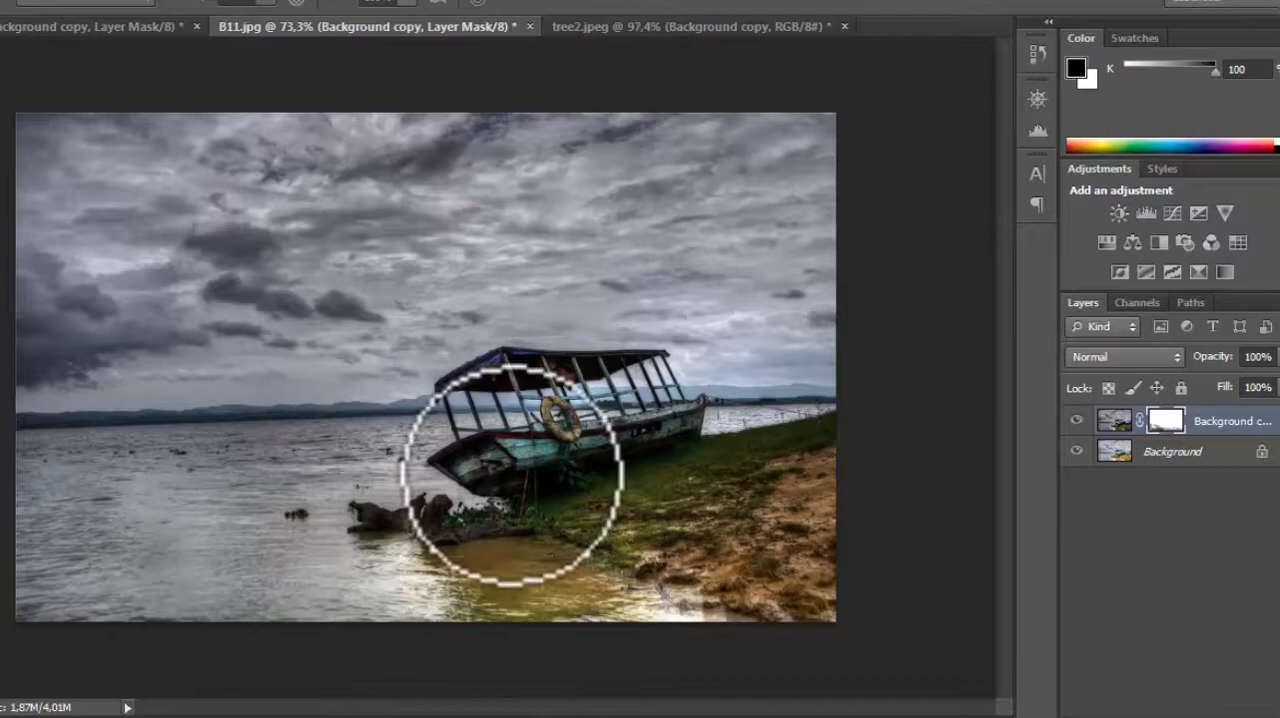 ackground copy, Layer Mask/8) * ×
B11.jpg @ 73,3% (Background copy, Layer Mask/8) * ×
tree2.jpeg @ 97,4% (Background copy, RGB/8#) * ×
Color Swatches
K 100
Adjustments Styles
Add an adjustment
Layers Channels Paths
Kind
Normal Opacity: 100%
Lock: Fill: 100%
Background c...
Background
c: 1,87M/4,01M